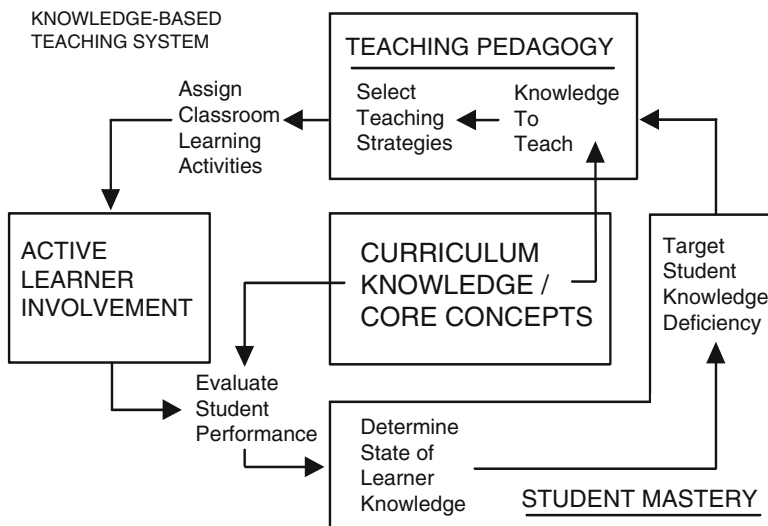 KNOWLEDGE-BASED
TEACHING SYSTEM
TEACHING PEDAGOGY
Assign
Classroom
Learning
Activities
Select
Teaching
Strategies
Knowledge
To
Teach
ACTIVE
LEARNER
INVOLVEMENT
CURRICULUM
KNOWLEDGE /
CORE CONCEPTS
Target
Student
Knowledge
Deficiency
Evaluate
Student
Performance
Determine
State of
Learner
Knowledge
STUDENT MASTERY